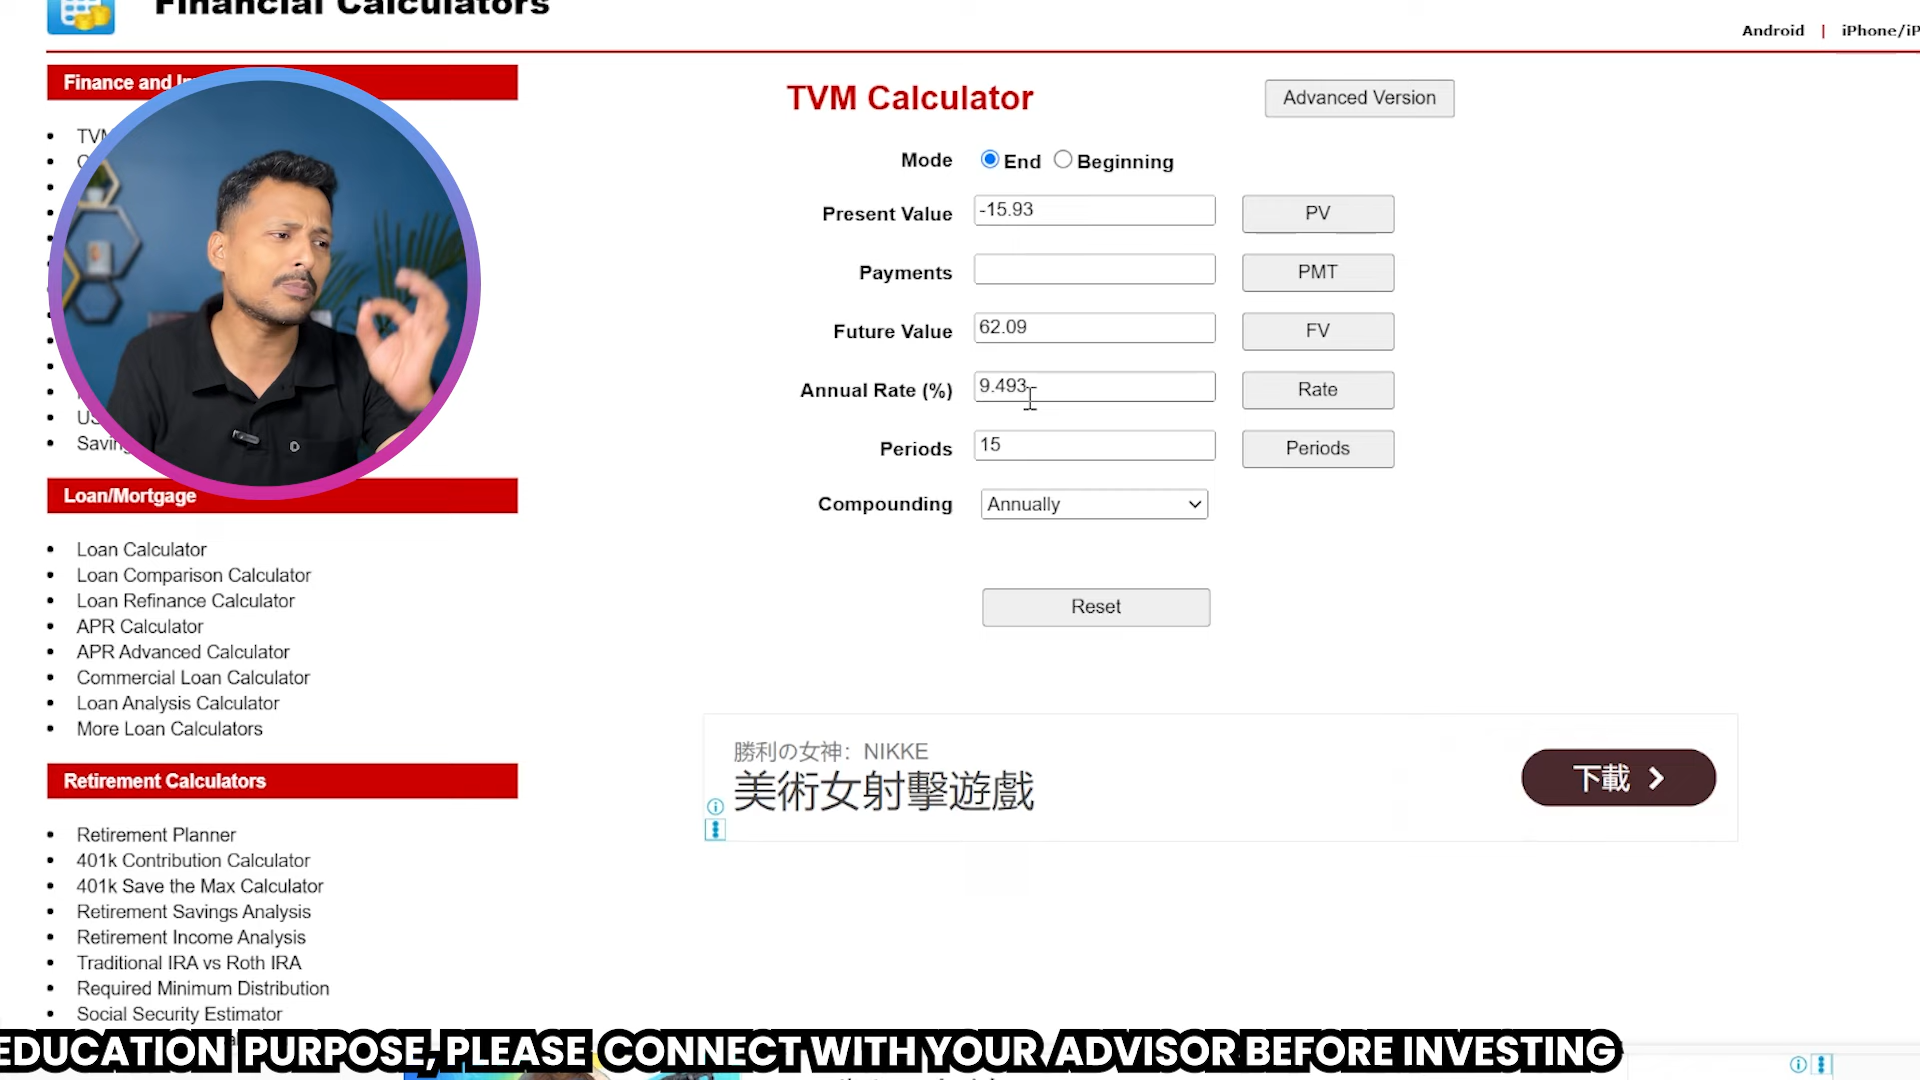 Financial Calculators
Android | iPhone/iP
Finance and In
TVM
US
Saving
Loan/Mortgage
Loan Calculator
Loan Comparison Calculator
Loan Refinance Calculator
APR Calculator
APR Advanced Calculator
Commercial Loan Calculator
Loan Analysis Calculator
More Loan Calculators
Retirement Calculators
Retirement Planner
401k Contribution Calculator
401k Save the Max Calculator
Retirement Savings Analysis
Retirement Income Analysis
Traditional IRA vs Roth IRA
Required Minimum Distribution
Social Security Estimator
TVM Calculator
Advanced Version
Mode End Beginning
Present Value -15.93 PV
Payments PMT
Future Value 62.09 FV
Annual Rate (%) 9.493 Rate
Periods 15 Periods
Compounding Annually
Reset
勝利の女神：NIKKE
美術女射擊遊戲
下載
EDUCATION PURPOSE, PLEASE CONNECT WITH YOUR ADVISOR BEFORE INVESTING